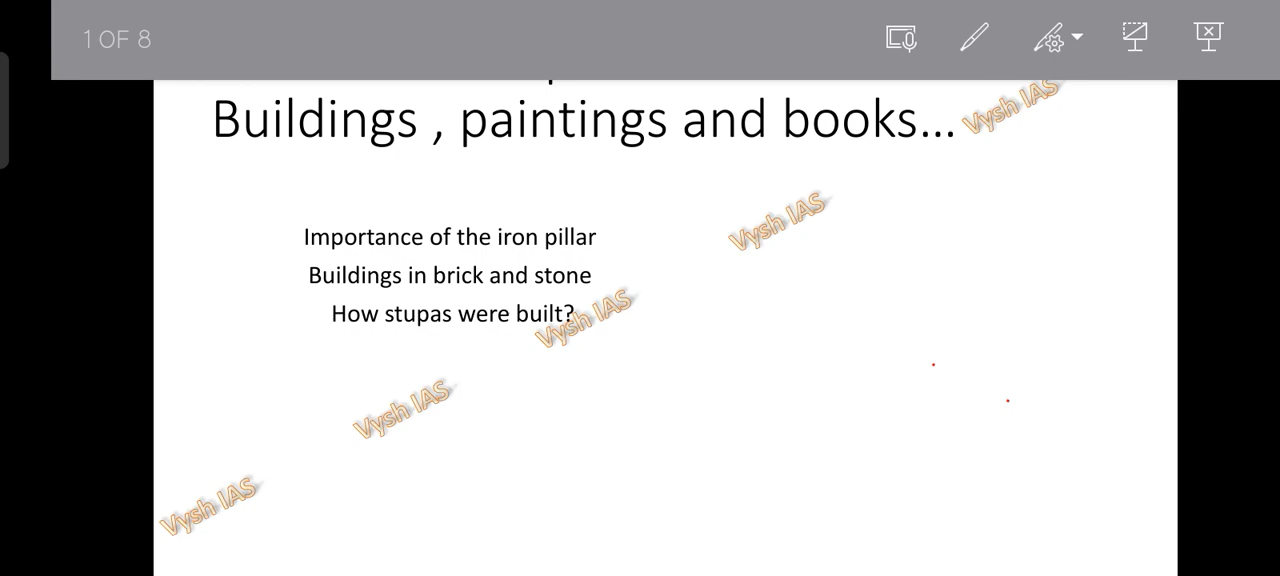 1 OF 8
Buildings , paintings and books...
Vysh IAS
Vysh IAS
Importance of the iron pillar
Buildings in brick and stone
How stupas were built?
Vysh IAS
Vysh IAS
Vysh IAS